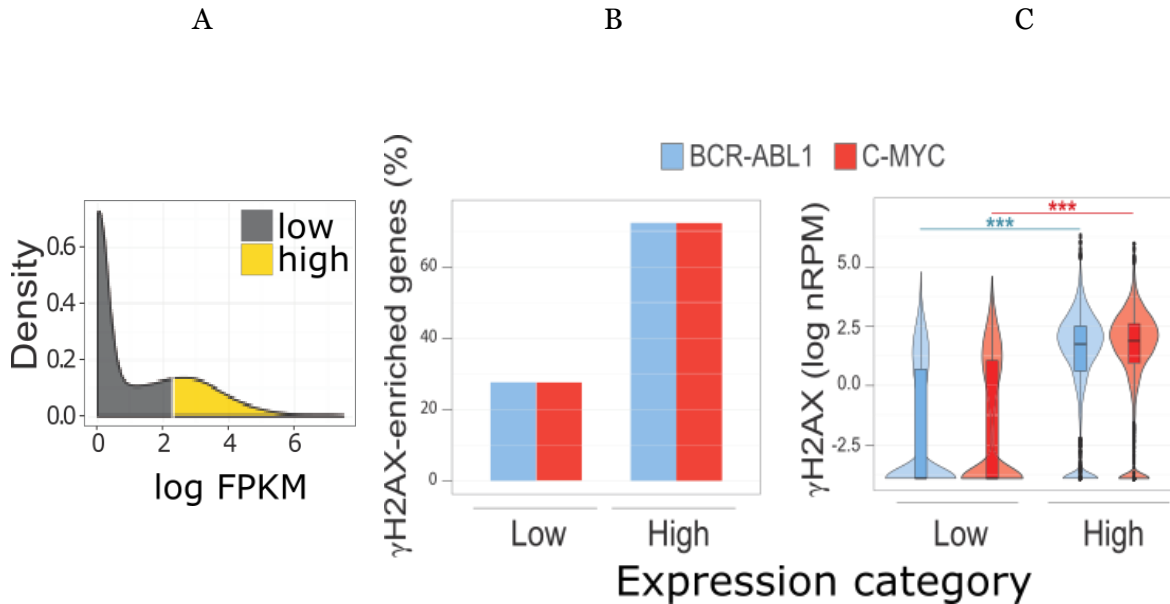 A
B
C
low
high
Density
0.6
0.4
0.2
0.0
0
2
4
6
log FPKM
BCR-ABL1
C-MYC
γH2AX-enriched genes (%)
60
40
20
0
Low
High
***
***
γH2AX (log nRPM)
5.0
2.5
0.0
-2.5
Low
High
Expression category